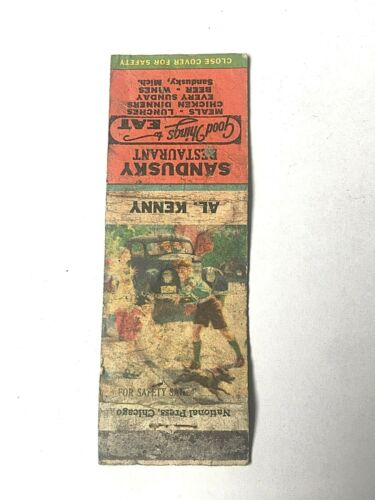 CLOSE COVER FOR SAFETY
Sandusky, Mich.
BEER - WINES
EVERY SUNDAY
CHICKEN DINNERS
MEALS - LUNCHES
Good Things to
EAT
RESTAURANT
SANDUSKY
AL. KENNY
FOR SAFETY
National Press, Chicago